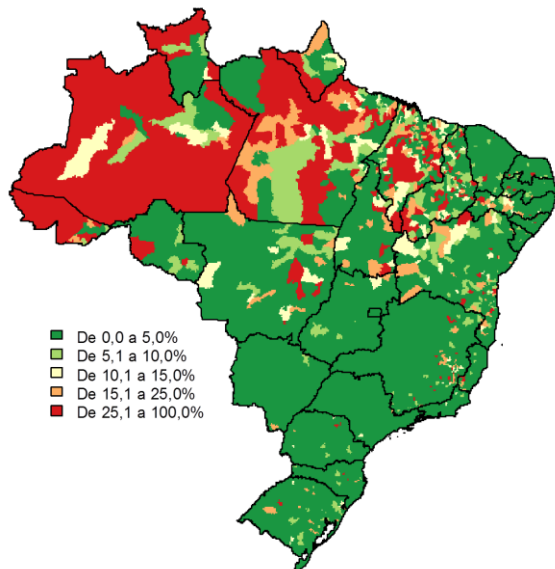 De 0,0 a 5,0%
De 5,1 a 10,0%
De 10,1 a 15,0%
De 15,1 a 25,0%
De 25,1 a 100,0%